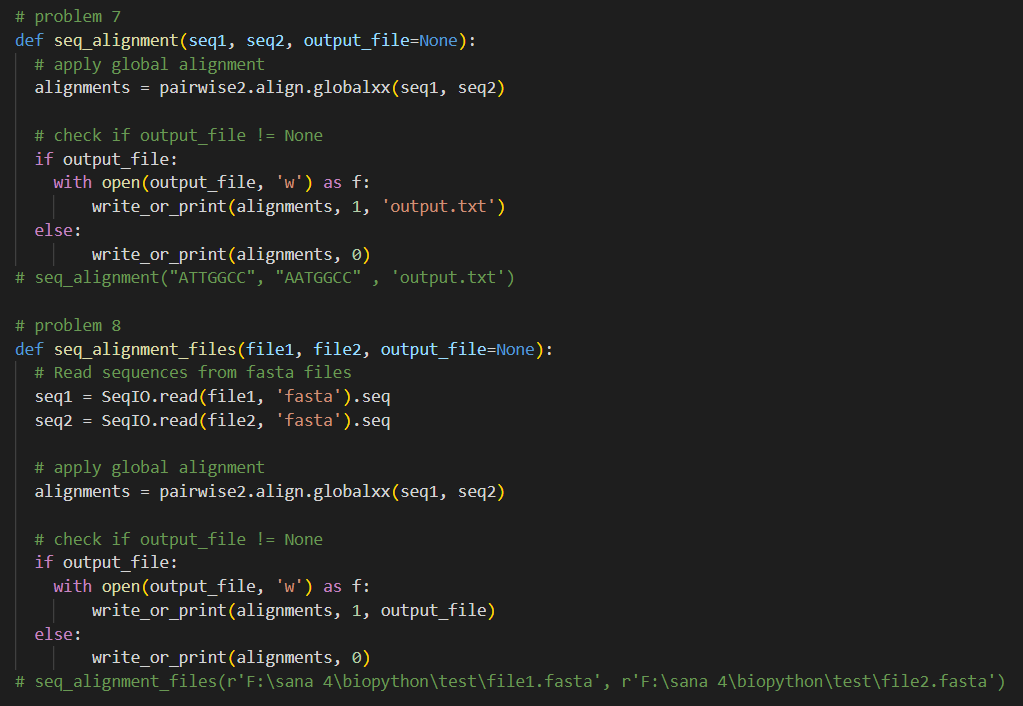 # problem 7
def seq_alignment(seq1, seq2, output_file=None):
  # apply global alignment
  alignments = pairwise2.align.globalxx(seq1, seq2)

  # check if output_file != None
  if output_file:
    with open(output_file, 'w') as f:
        write_or_print(alignments, 1, 'output.txt')
  else:
        write_or_print(alignments, 0)
# seq_alignment("ATTGGCC", "AATGGCC" , 'output.txt')

# problem 8
def seq_alignment_files(file1, file2, output_file=None):
  # Read sequences from fasta files
  seq1 = SeqIO.read(file1, 'fasta').seq
  seq2 = SeqIO.read(file2, 'fasta').seq

  # apply global alignment
  alignments = pairwise2.align.globalxx(seq1, seq2)

  # check if output_file != None
  if output_file:
    with open(output_file, 'w') as f:
        write_or_print(alignments, 1, output_file)
  else:
        write_or_print(alignments, 0)
# seq_alignment_files(r'F:\sana 4\biopython\test\file1.fasta', r'F:\sana 4\biopython\test\file2.fasta')